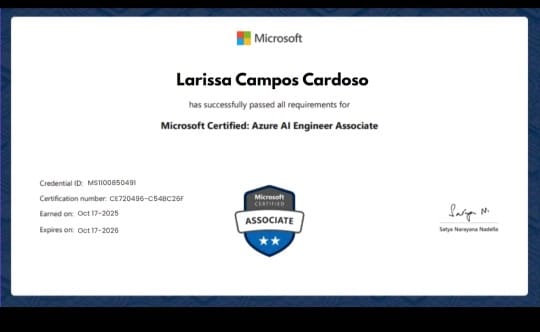 Microsoft
Larissa Campos Cardoso
has successfully passed all requirements for
Microsoft Certified: Azure AI Engineer Associate
Credential ID: MS1100850491
Certification number: CE720496-C54BC26F
Earned on: Oct 17-2025
Expires on: Oct 17-2026
Microsoft
CERTIFIED
ASSOCIATE
Satya N.
Satya Narayana Nadella